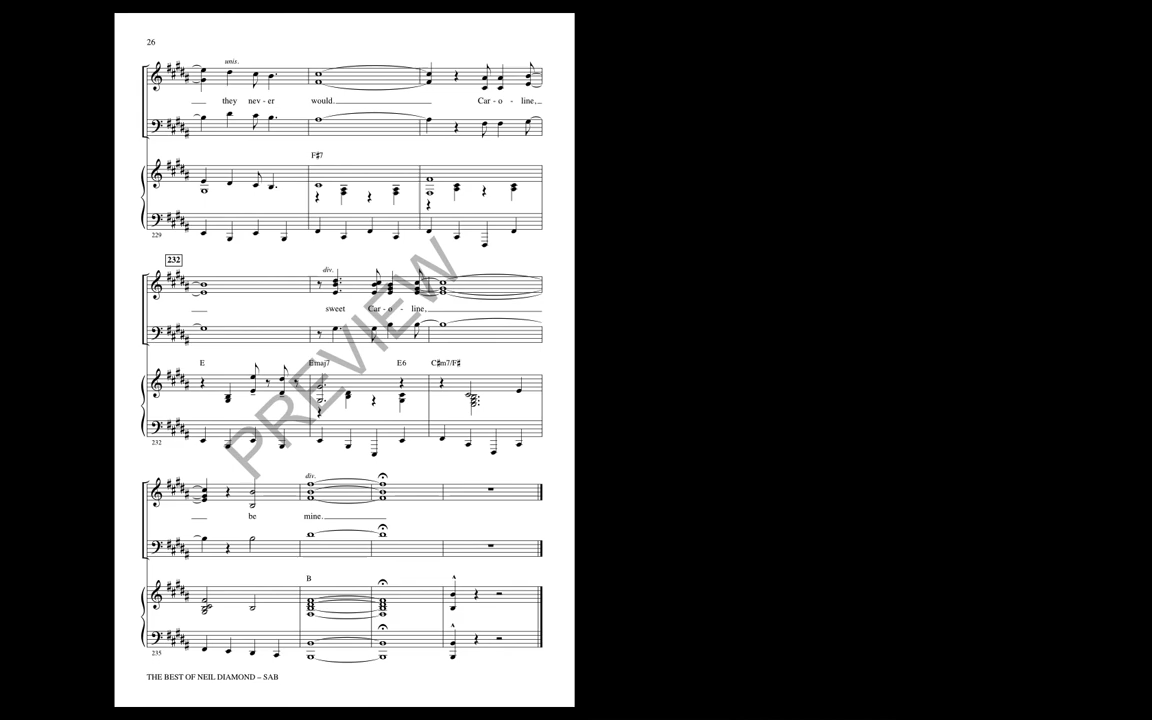 26
unis.
they nev - er would. Car - o - line,
F#7
229
232
div.
sweet Car - o - line,
E Emaj7 E6 C#m7/F#
232
PREVIEW
div.
be mine.
B
235
THE BEST OF NEIL DIAMOND – SAB